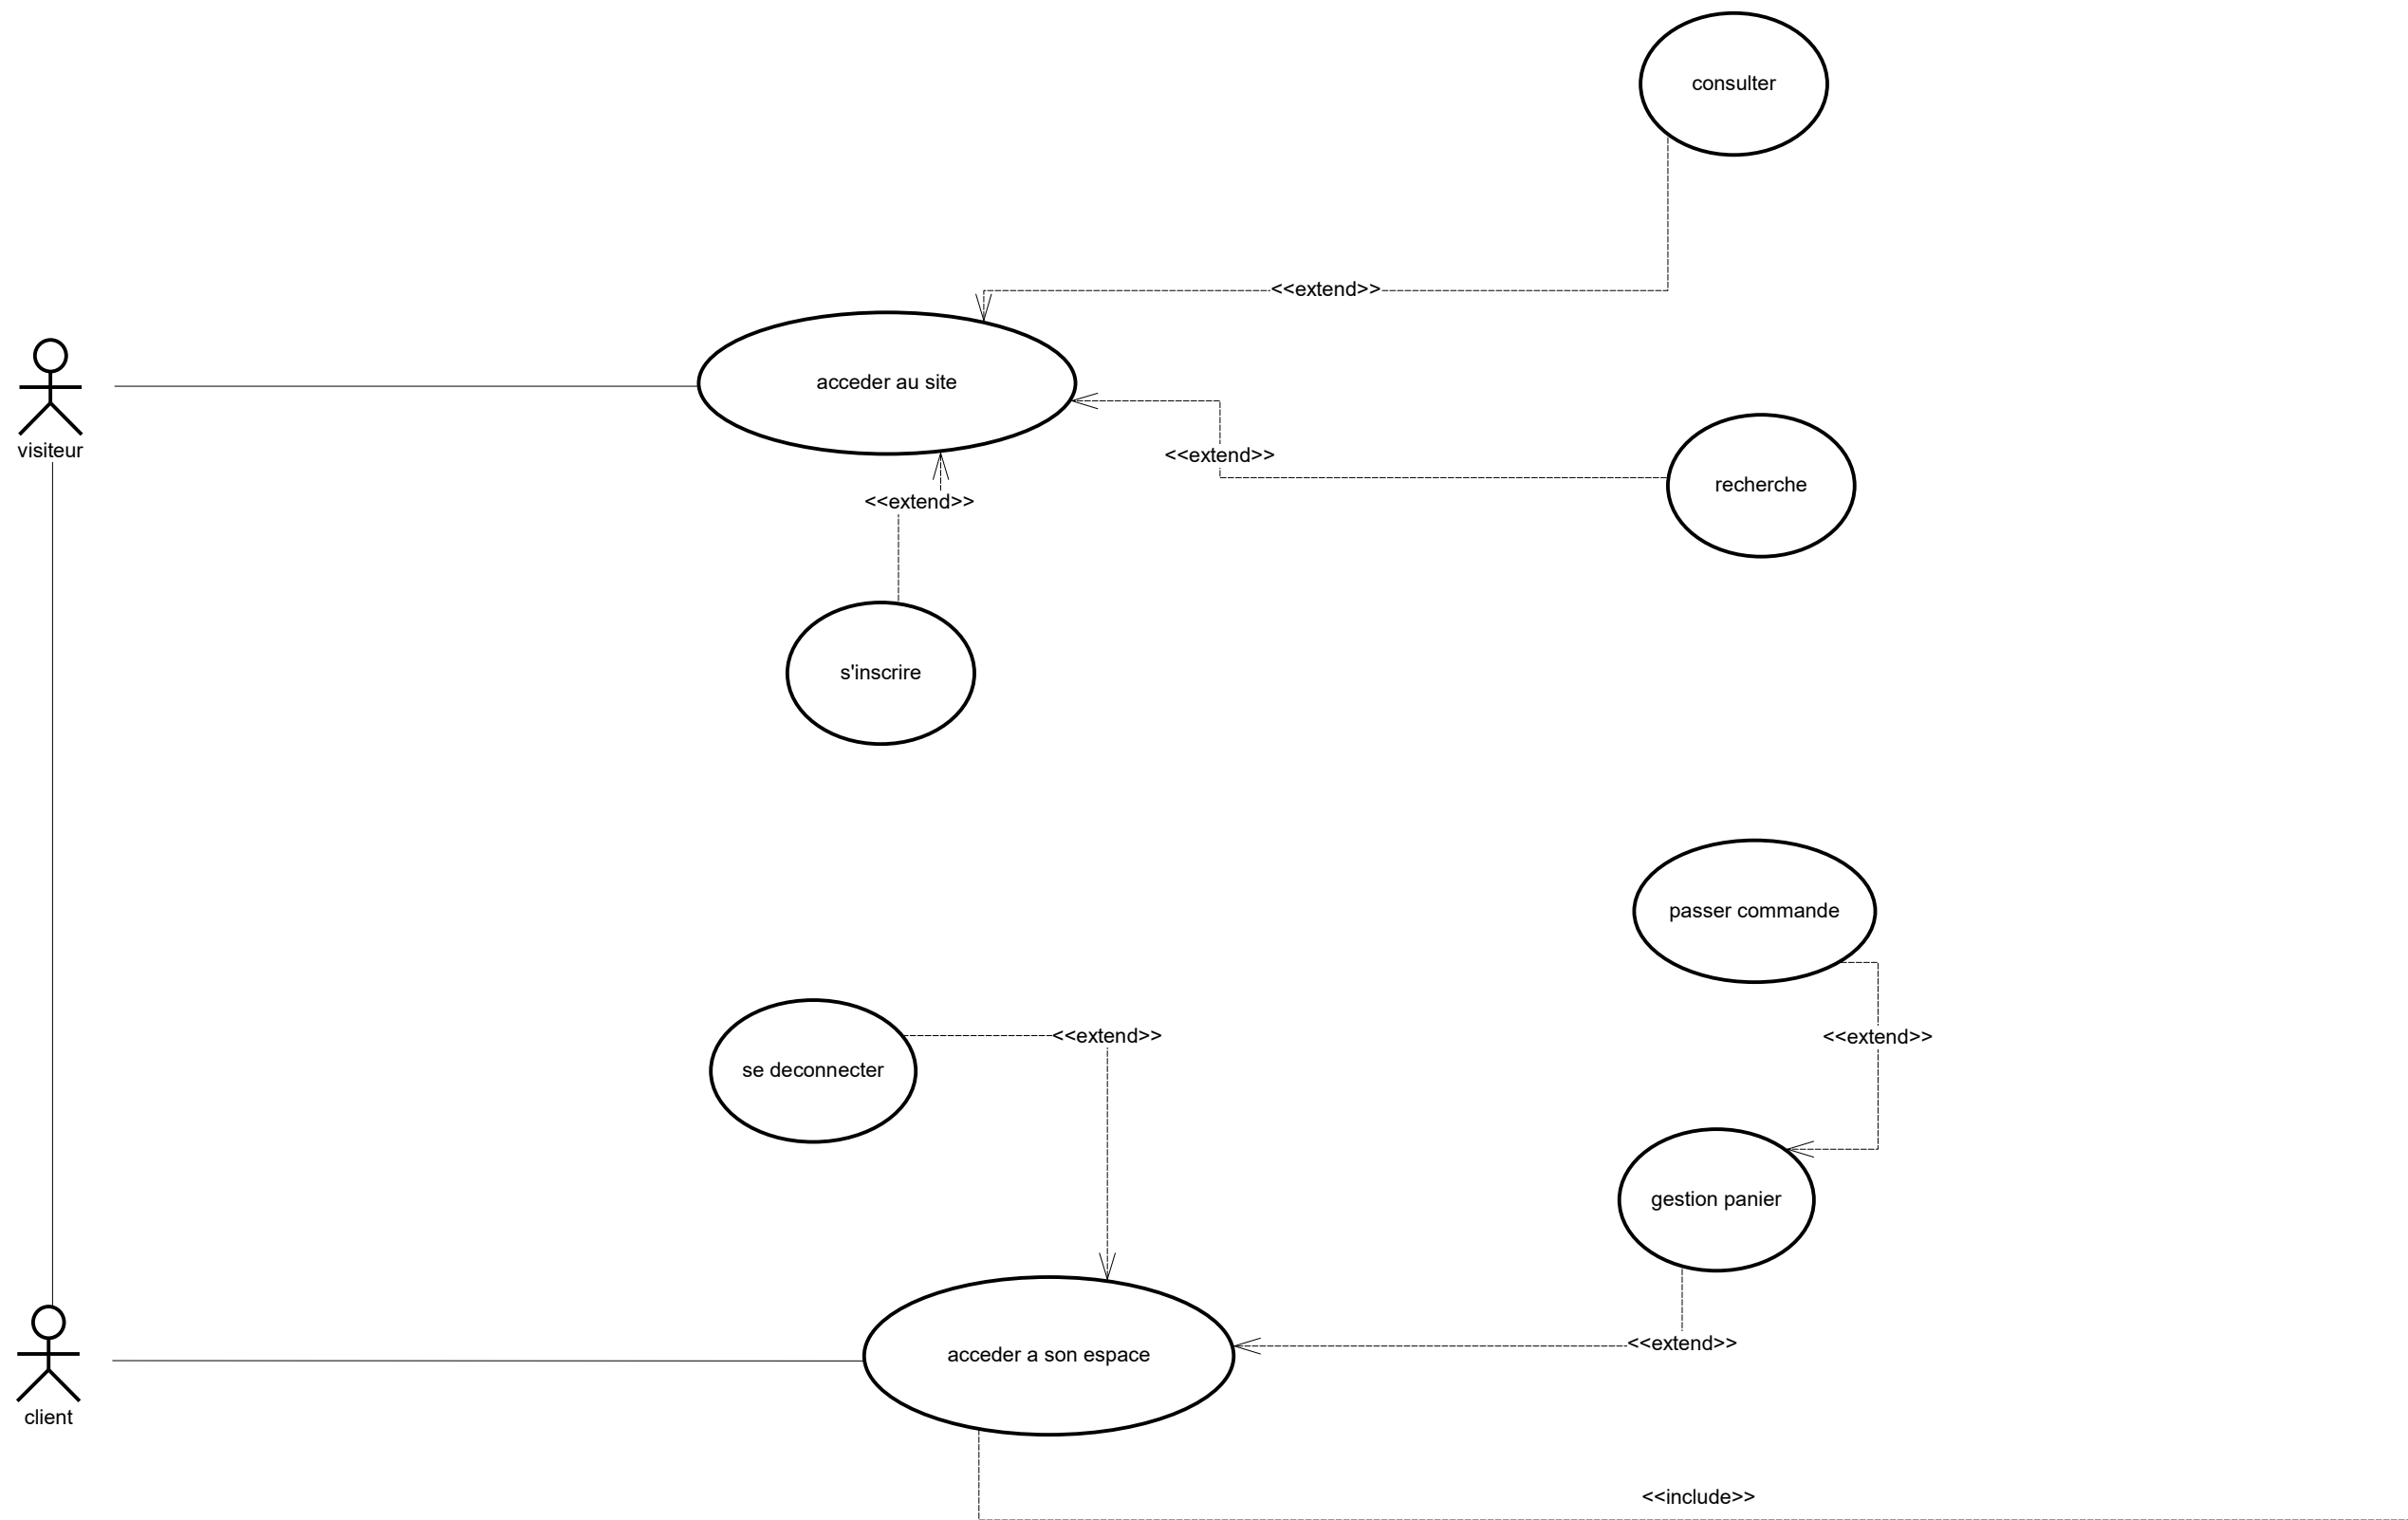 consulter
<<extend>>
acceder au site
visiteur
<<extend>>
recherche
<<extend>>
s'inscrire
passer commande
se deconnecter
<<extend>>
<<extend>>
gestion panier
acceder a son espace
<<extend>>
client
<<include>>